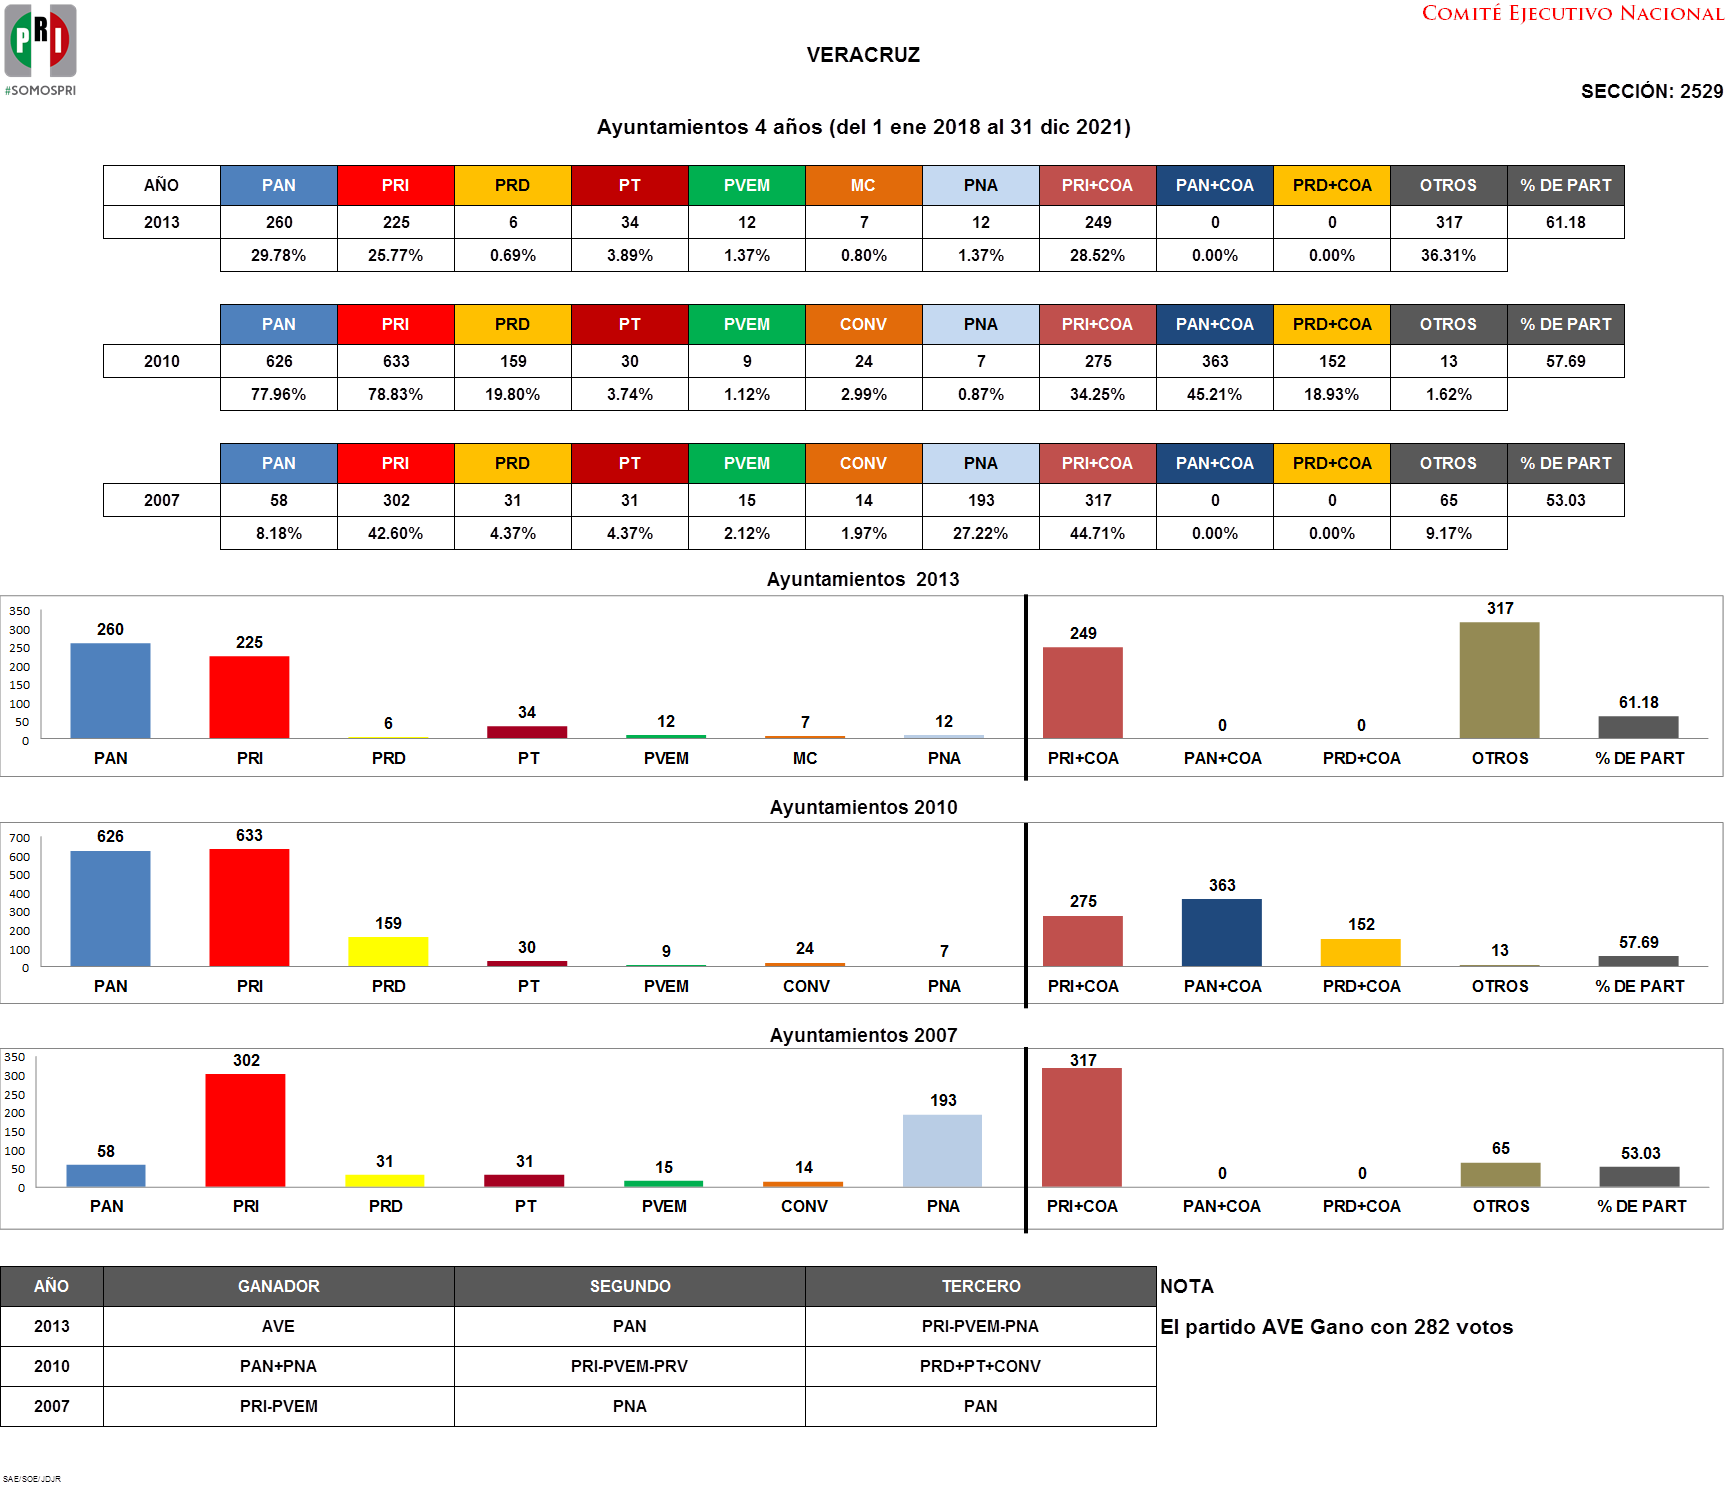 COMITÉ EJECUTIVO NACIONAL
PRI
#SOMOSPRI
VERACRUZ
SECCIÓN: 2529
Ayuntamientos 4 años (del 1 ene 2018 al 31 dic 2021)
AÑO PAN PRI PRD PT PVEM MC PNA PRI+COA PAN+COA PRD+COA OTROS % DE PART
2013 260 225 6 34 12 7 12 249 0 0 317 61.18
29.78% 25.77% 0.69% 3.89% 1.37% 0.80% 1.37% 28.52% 0.00% 0.00% 36.31%
PAN PRI PRD PT PVEM CONV PNA PRI+COA PAN+COA PRD+COA OTROS % DE PART
2010 626 633 159 30 9 24 7 275 363 152 13 57.69
77.96% 78.83% 19.80% 3.74% 1.12% 2.99% 0.87% 34.25% 45.21% 18.93% 1.62%
PAN PRI PRD PT PVEM CONV PNA PRI+COA PAN+COA PRD+COA OTROS % DE PART
2007 58 302 31 31 15 14 193 317 0 0 65 53.03
8.18% 42.60% 4.37% 4.37% 2.12% 1.97% 27.22% 44.71% 0.00% 0.00% 9.17%
Ayuntamientos 2013
350
300
250
200
150
100
50
0
260 225 6 34 12 7 12 249 0 0 317 61.18
PAN PRI PRD PT PVEM MC PNA PRI+COA PAN+COA PRD+COA OTROS % DE PART
Ayuntamientos 2010
700
600
500
400
300
200
100
0
626 633 159 30 9 24 7 275 363 152 13 57.69
PAN PRI PRD PT PVEM CONV PNA PRI+COA PAN+COA PRD+COA OTROS % DE PART
Ayuntamientos 2007
350
300
250
200
150
100
50
0
58 302 31 31 15 14 193 317 0 0 65 53.03
PAN PRI PRD PT PVEM CONV PNA PRI+COA PAN+COA PRD+COA OTROS % DE PART
AÑO GANADOR SEGUNDO TERCERO NOTA
2013 AVE PAN PRI-PVEM-PNA El partido AVE Gano con 282 votos
2010 PAN+PNA PRI-PVEM-PRV PRD+PT+CONV
2007 PRI-PVEM PNA PAN
SAE/SOE/JDJR